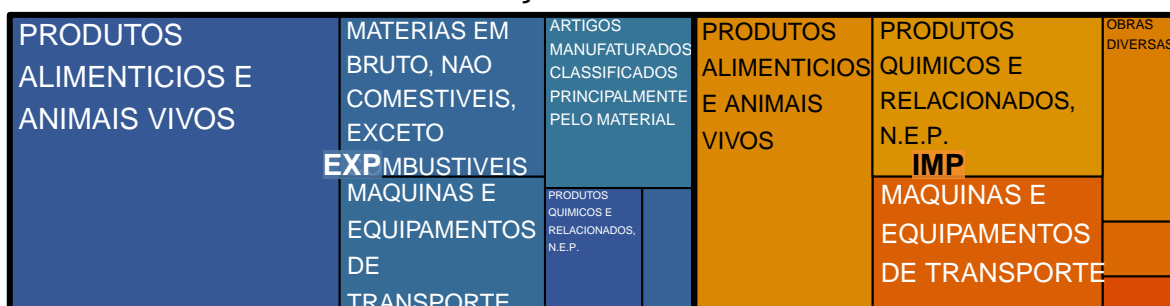 PRODUTOS
ALIMENTICIOS E
ANIMAIS VIVOS
MATERIAS EM
BRUTO, NAO
COMESTIVEIS,
EXCETO
MBUSTIVEIS
EXP
MAQUINAS E
EQUIPAMENTOS
DE
TRANSPORTE
ARTIGOS
MANUFATURADOS
CLASSIFICADOS
PRINCIPALMENTE
PELO MATERIAL
PRODUTOS
QUIMICOS E
RELACIONADOS,
N.E.P.
PRODUTOS
ALIMENTICIOS
E ANIMAIS
VIVOS
PRODUTOS
QUIMICOS E
RELACIONADOS,
N.E.P.
IMP
MAQUINAS E
EQUIPAMENTOS
DE TRANSPORTE
OBRAS
DIVERSAS